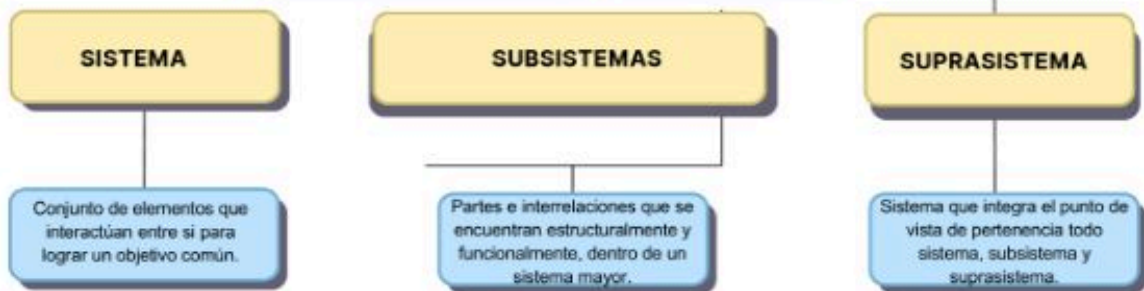 SISTEMA
SUBSISTEMAS
SUPRASISTEMA
Conjunto de elementos que
interactúan entre si para
lograr un objetivo común.
Partes e interrelaciones que se
encuentran estructuralmente y
funcionalmente, dentro de un
sistema mayor.
Sistema que integra el punto de
vista de pertenencia todo
sistema, subsistema y
suprasistema.